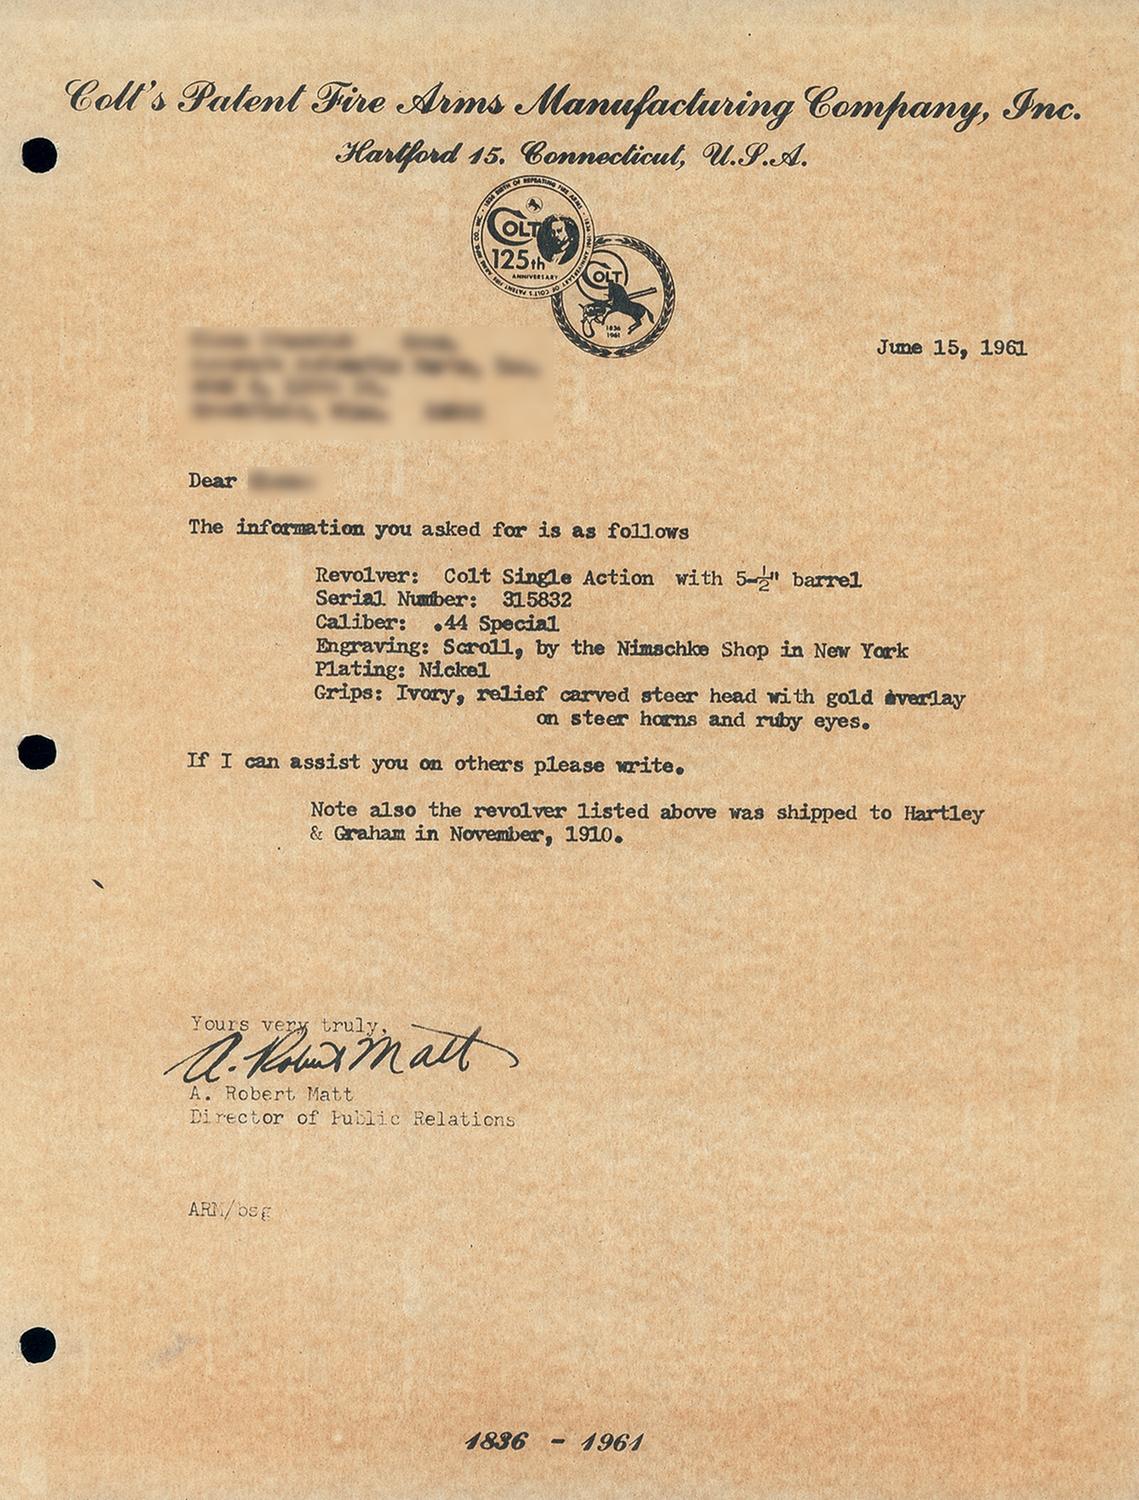 Colt's Patent Fire Arms Manufacturing Company, Inc.
Hartford 15. Connecticut, U.S.A.
COLT
125th
ANNIVERSARY
COLT
1836
1961
June 15, 1961
Dear
The information you asked for is as follows
Revolver: Colt Single Action with 5-½" barrel
Serial Number: 315832
Caliber: .44 Special
Engraving: Scroll, by the Nimschke Shop in New York
Plating: Nickel
Grips: Ivory, relief carved steer head with gold overlay
on steer horns and ruby eyes.
If I can assist you on others please write.
Note also the revolver listed above was shipped to Hartley
& Graham in November, 1910.
Yours very truly,
A. Robert Matt
A. Robert Matt
Director of Public Relations
ARM/bsg
1836 - 1961